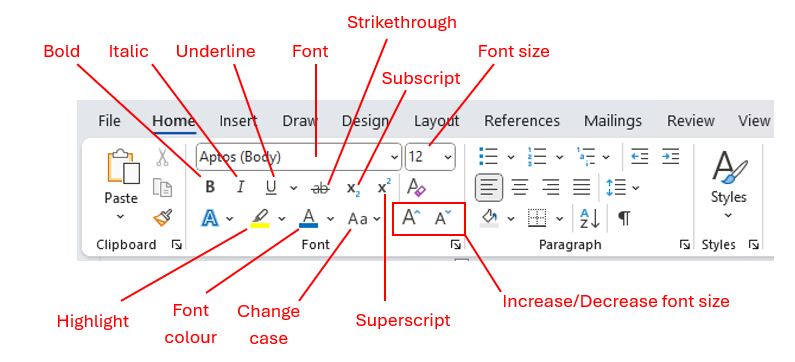 Strikethrough
Bold Italic Underline Font Font size
Subscript
File Home Insert Draw Design Layout References Mailings Review View
Aptos (Body) 12
B I U ab x₂ x² A
Paste Styles
A A Aa A^ A˅ A Z ¶
Clipboard Font Paragraph Styles
Increase/Decrease font size
Highlight Font colour Change case Superscript